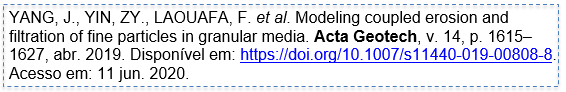 YANG, J., YIN, ZY., LAOUAFA, F. et al. Modeling coupled erosion and
filtration of fine particles in granular media. Acta Geotech, v. 14, p. 1615–
1627, abr. 2019. Disponível em: https://doi.org/10.1007/s11440-019-00808-8.
Acesso em: 11 jun. 2020.